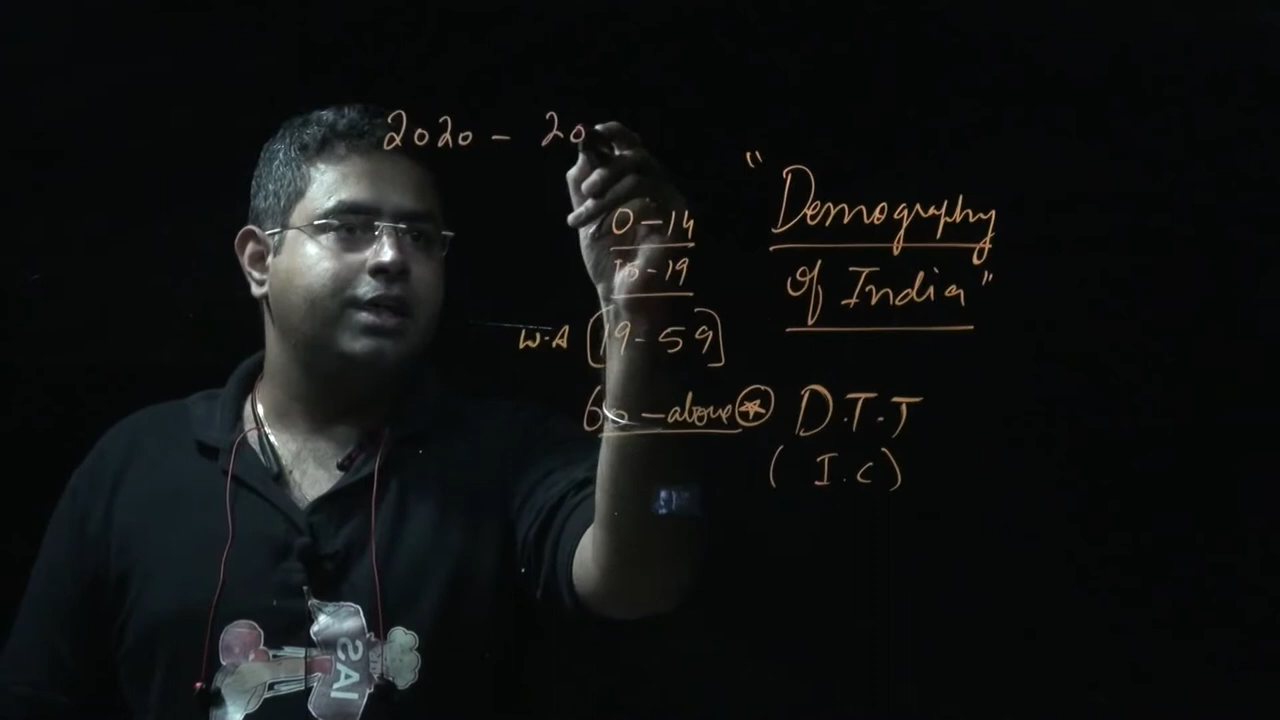 2020 - 20
0-14
15-19
W.A [19-59]
60 - above
"Demography
Of India"
D.T.T
(I.C)
IAS